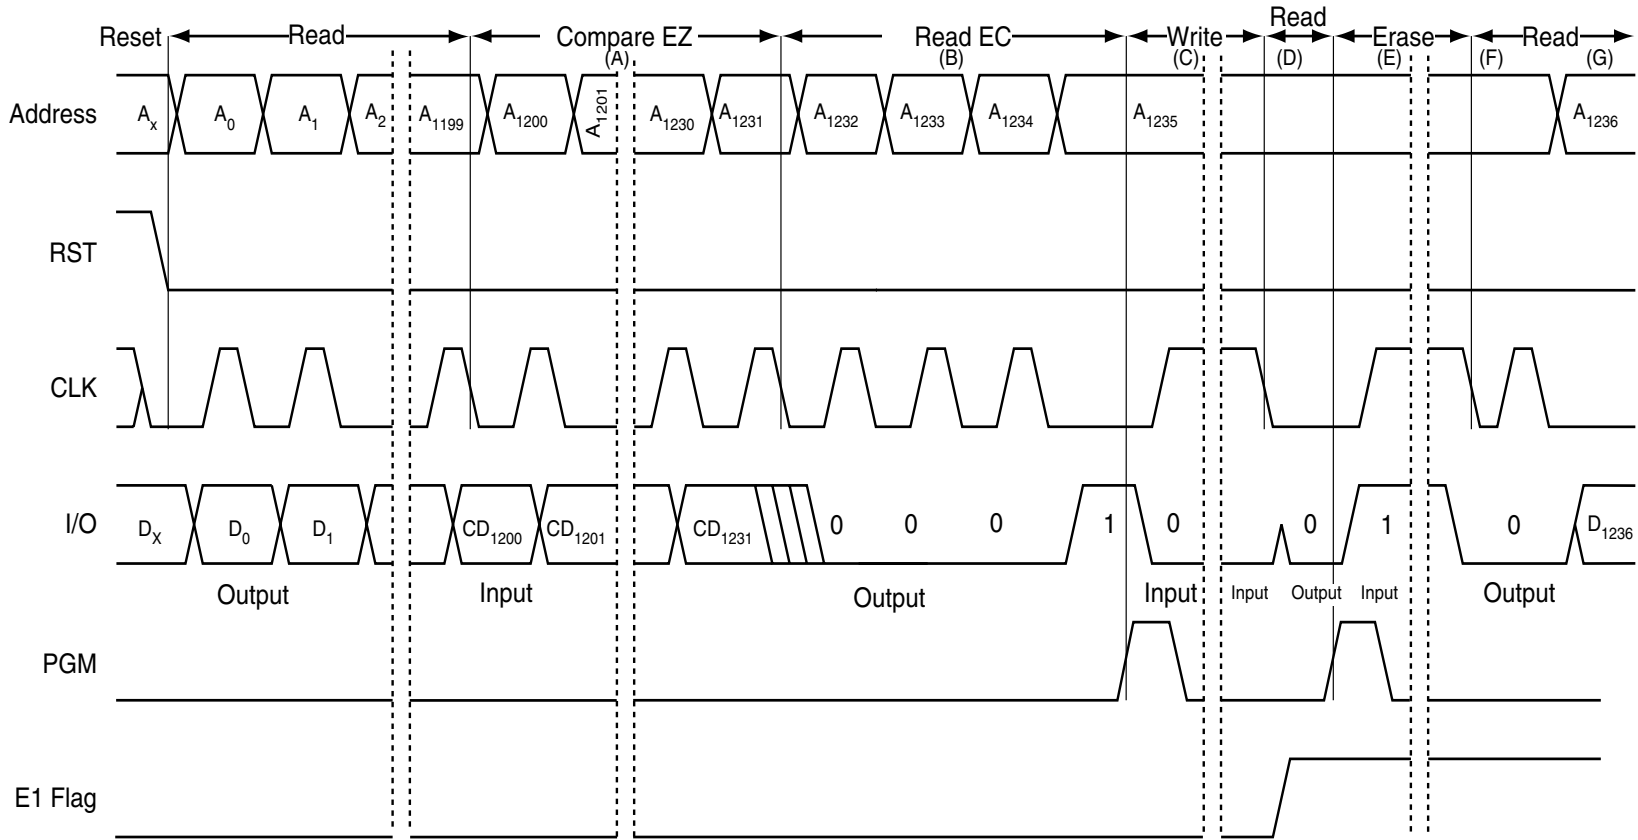 Reset Read Compare EZ Read EC Write Read Erase Read
(A) (B) (C) (D) (E) (F) (G)
Address AX A0 A1 A2 A1199 A1200 A1201 A1230 A1231 A1232 A1233 A1234 A1235 A1236
RST
CLK
I/O DX D0 D1 CD1200 CD1201 CD1231 0 0 0 1 0 0 1 0 D1236
Output Input Output Input Input Output Input Output
PGM
E1 Flag